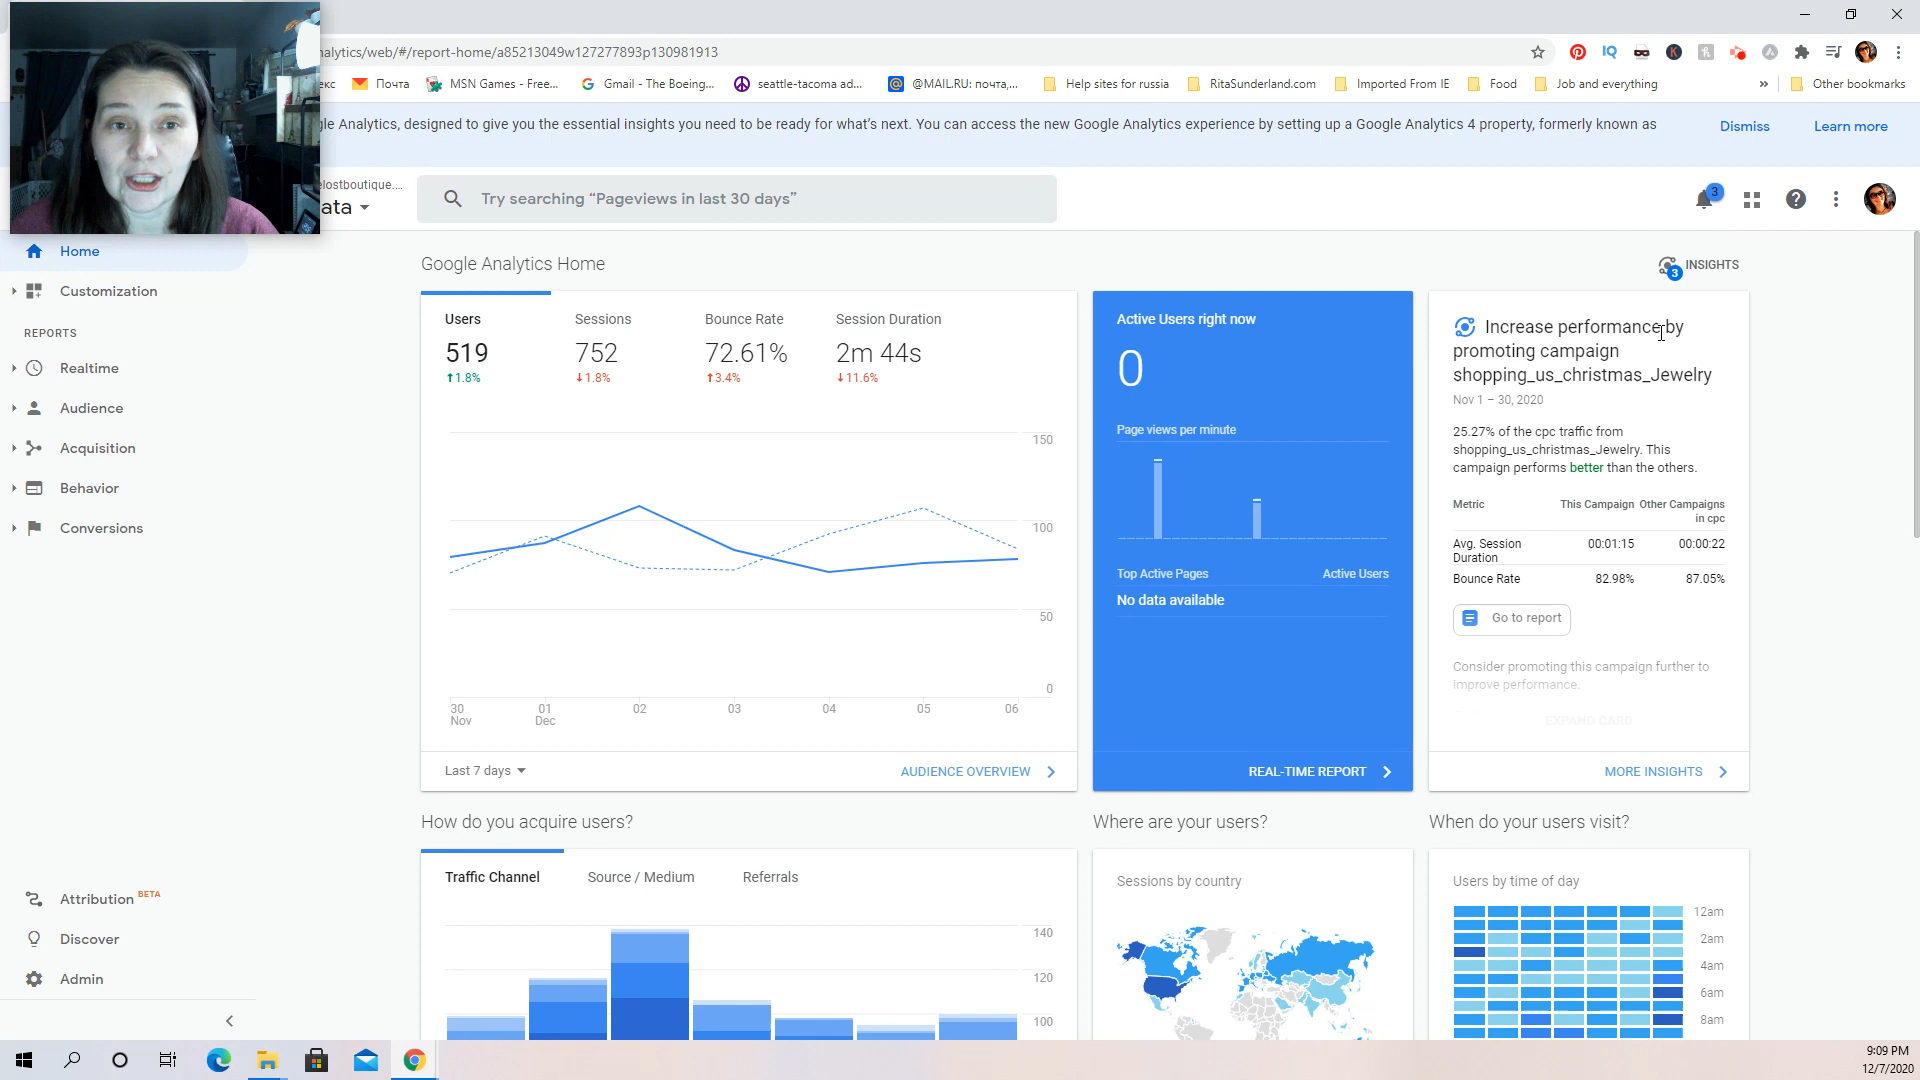 nalytics/web/#/report-home/a85213049w127277893p130981913
екс Почта MSN Games - Free... Gmail - The Boeing... seattle-tacoma ad... @MAIL.RU: почта,... Help sites for russia RitaSunderland.com Imported From IE Food Job and everything » Other bookmarks
gle Analytics, designed to give you the essential insights you need to be ready for what's next. You can access the new Google Analytics experience by setting up a Google Analytics 4 property, formerly known as
Dismiss Learn more
lostboutique....
ata
Try searching “Pageviews in last 30 days”
3
Home
Customization
REPORTS
Realtime
Audience
Acquisition
Behavior
Conversions
Attribution BETA
Discover
Admin
Google Analytics Home
3 INSIGHTS
Users Sessions Bounce Rate Session Duration
519 752 72.61% 2m 44s
↑1.8% ↓1.8% ↑3.4% ↓11.6%
150
100
50
0
30 01 02 03 04 05 06
Nov Dec
Last 7 days
AUDIENCE OVERVIEW
Active Users right now
0
Page views per minute
Top Active Pages Active Users
No data available
REAL-TIME REPORT
Increase performance by
promoting campaign
shopping_us_christmas_Jewelry
Nov 1 – 30, 2020
25.27% of the cpc traffic from
shopping_us_christmas_Jewelry. This
campaign performs better than the others.
Metric This Campaign Other Campaigns
in cpc
Avg. Session 00:01:15 00:00:22
Duration
Bounce Rate 82.98% 87.05%
Go to report
Consider promoting this campaign further to
improve performance.
EXPAND CARD
MORE INSIGHTS
How do you acquire users?
Traffic Channel Source / Medium Referrals
140
120
100
Where are your users?
Sessions by country
When do your users visit?
Users by time of day
12am
2am
4am
6am
8am
9:09 PM
12/7/2020